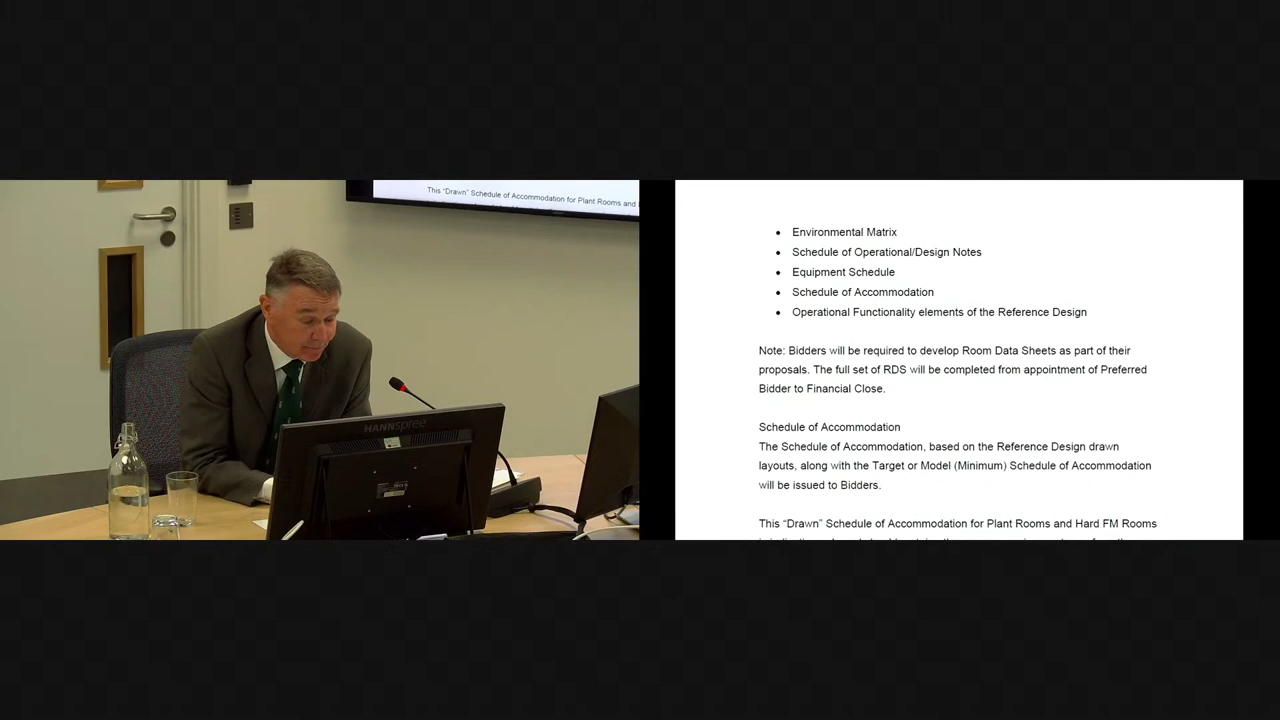 This “Drawn” Schedule of Accommodation for Plant Rooms and
HANNspree
Environmental Matrix
Schedule of Operational/Design Notes
Equipment Schedule
Schedule of Accommodation
Operational Functionality elements of the Reference Design
Note: Bidders will be required to develop Room Data Sheets as part of their
proposals. The full set of RDS will be completed from appointment of Preferred
Bidder to Financial Close.
Schedule of Accommodation
The Schedule of Accommodation, based on the Reference Design drawn
layouts, along with the Target or Model (Minimum) Schedule of Accommodation
will be issued to Bidders.
This “Drawn” Schedule of Accommodation for Plant Rooms and Hard FM Rooms